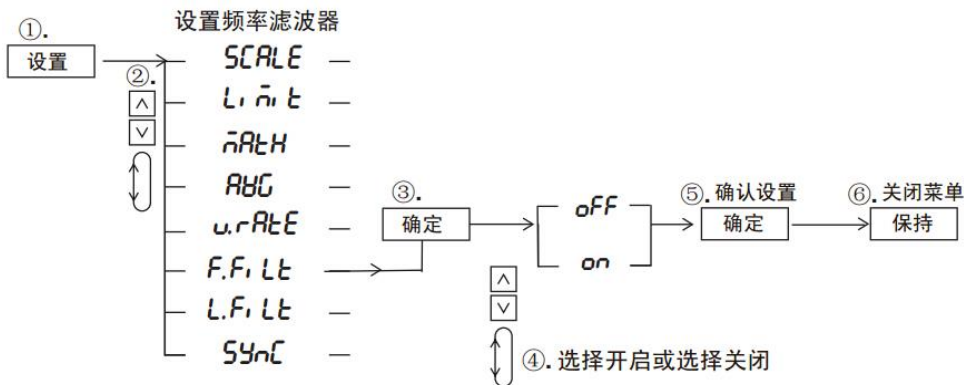 设置频率滤波器
①.
设置
②.
SCALE
Limit
mAtH
AVG
u.rAtE
F.FiLt
L.FiLt
SYnC
③.
确定
oFF
on
④. 选择开启或选择关闭
⑤. 确认设置
确定
⑥. 关闭菜单
保持